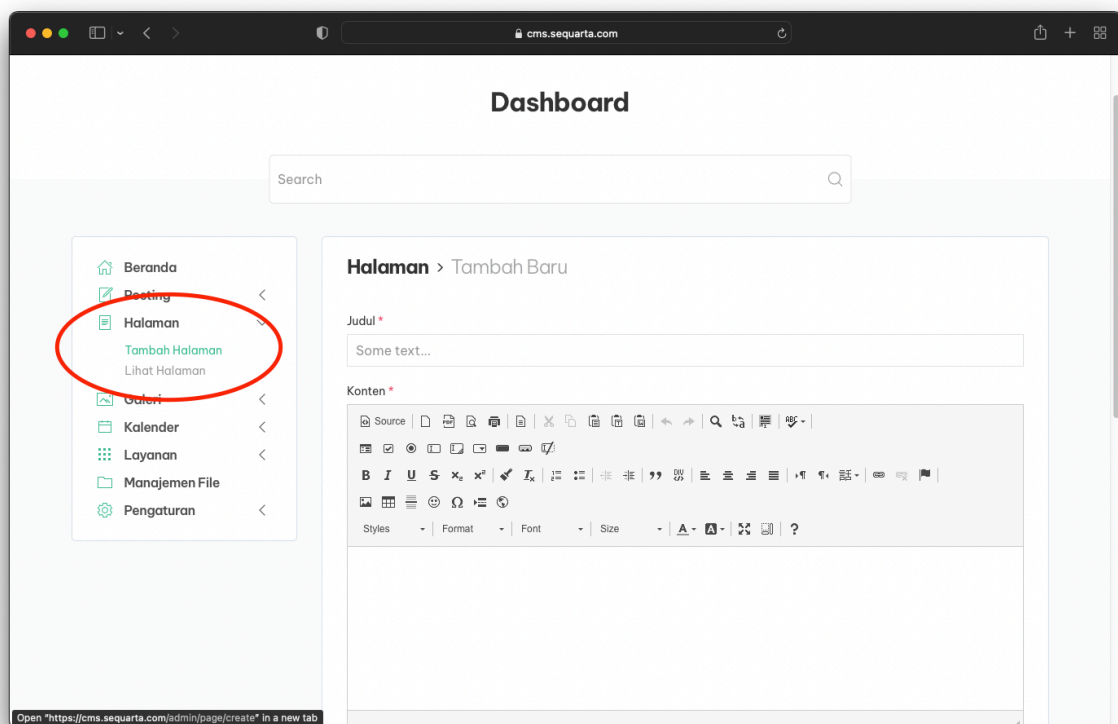 cms.sequarta.com
Dashboard
Search
Beranda
Posting
Halaman
Tambah Halaman
Lihat Halaman
Galeri
Kalender
Layanan
Manajemen File
Pengaturan
Halaman > Tambah Baru
Judul *
Some text...
Konten *
Source
Styles Format Font Size
Open "https://cms.sequarta.com/admin/page/create" in a new tab